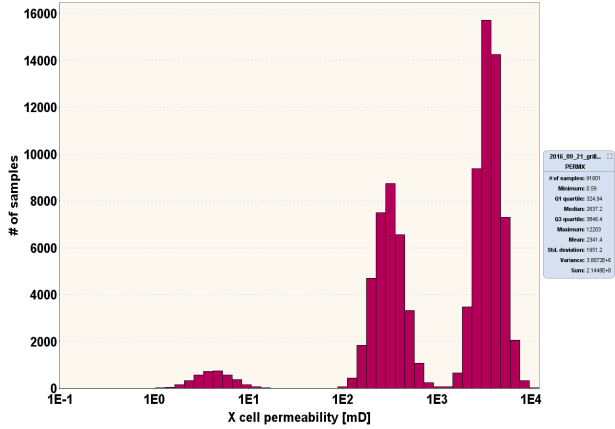 16000
14000
12000
10000
8000
6000
4000
2000
0
# of samples
1E-1 1E0 1E1 1E2 1E3 1E4
X cell permeability [mD]
2016_09_21_grill...
PERMX
# of samples: 91601
Minimum: 0.59
Q1 quartile: 324.94
Median: 2637.2
Q3 quartile: 3846.4
Maximum: 12203
Mean: 2341.4
Std. deviation: 1951.2
Variance: 3.8072E+6
Sum: 2.1448E+8